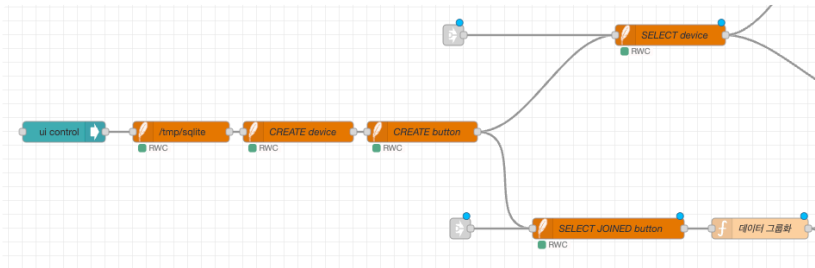 SELECT device
RWC
ui control
/tmp/sqlite
CREATE device
CREATE button
RWC
RWC
RWC
SELECT JOINED button
데이터 그룹화
RWC